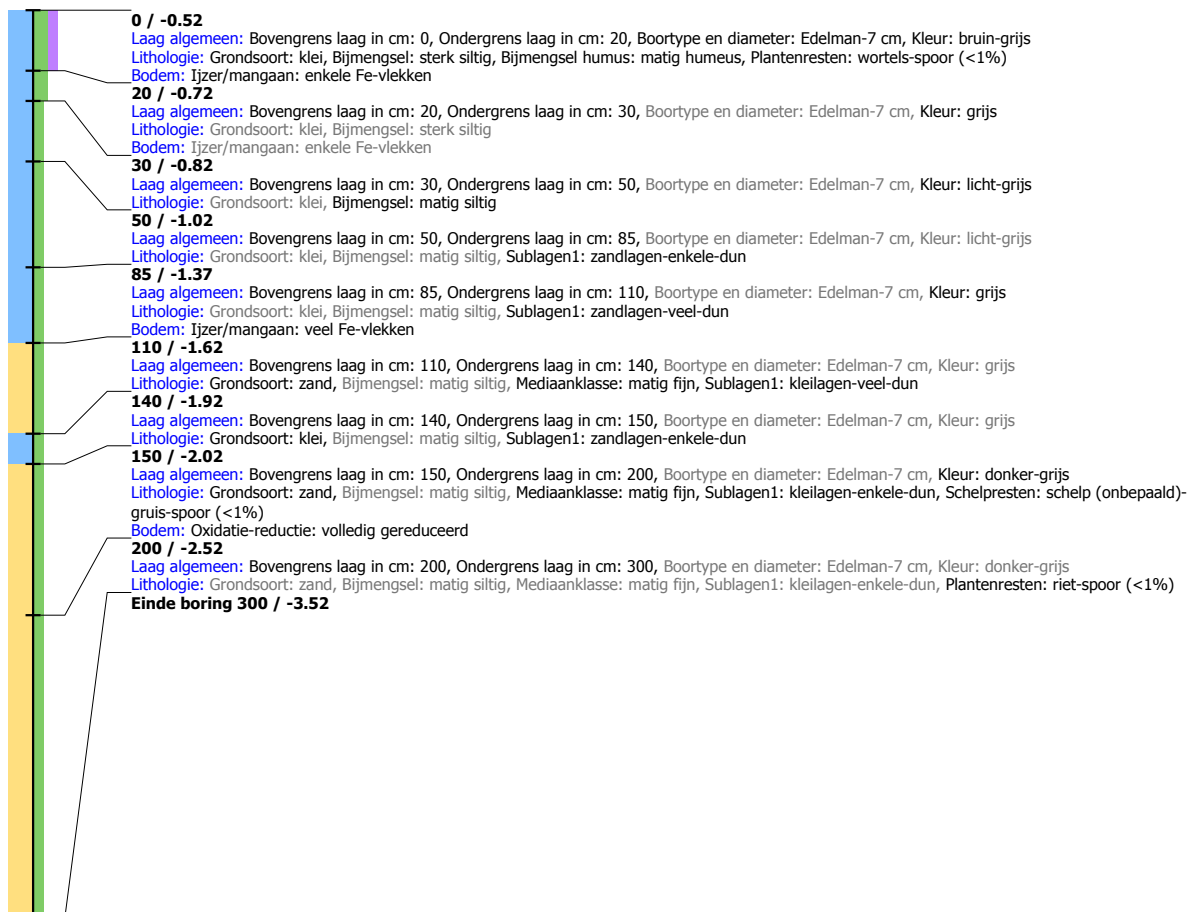 0 / -0.52
Laag algemeen: Bovengrens laag in cm: 0, Ondergrens laag in cm: 20, Boortype en diameter: Edelman-7 cm, Kleur: bruin-grijs
Lithologie: Grondsoort: klei, Bijmengsel: sterk siltig, Bijmengsel humus: matig humeus, Plantenresten: wortels-spoor (<1%)
Bodem: Ijzer/mangaan: enkele Fe-vlekken
20 / -0.72
Laag algemeen: Bovengrens laag in cm: 20, Ondergrens laag in cm: 30, Boortype en diameter: Edelman-7 cm, Kleur: grijs
Lithologie: Grondsoort: klei, Bijmengsel: sterk siltig
Bodem: Ijzer/mangaan: enkele Fe-vlekken
30 / -0.82
Laag algemeen: Bovengrens laag in cm: 30, Ondergrens laag in cm: 50, Boortype en diameter: Edelman-7 cm, Kleur: licht-grijs
Lithologie: Grondsoort: klei, Bijmengsel: matig siltig
50 / -1.02
Laag algemeen: Bovengrens laag in cm: 50, Ondergrens laag in cm: 85, Boortype en diameter: Edelman-7 cm, Kleur: licht-grijs
Lithologie: Grondsoort: klei, Bijmengsel: matig siltig, Sublagen1: zandlagen-enkele-dun
85 / -1.37
Laag algemeen: Bovengrens laag in cm: 85, Ondergrens laag in cm: 110, Boortype en diameter: Edelman-7 cm, Kleur: grijs
Lithologie: Grondsoort: klei, Bijmengsel: matig siltig, Sublagen1: zandlagen-veel-dun
Bodem: Ijzer/mangaan: veel Fe-vlekken
110 / -1.62
Laag algemeen: Bovengrens laag in cm: 110, Ondergrens laag in cm: 140, Boortype en diameter: Edelman-7 cm, Kleur: grijs
Lithologie: Grondsoort: zand, Bijmengsel: matig siltig, Mediaanklasse: matig fijn, Sublagen1: kleilagen-veel-dun
140 / -1.92
Laag algemeen: Bovengrens laag in cm: 140, Ondergrens laag in cm: 150, Boortype en diameter: Edelman-7 cm, Kleur: grijs
Lithologie: Grondsoort: klei, Bijmengsel: matig siltig, Sublagen1: zandlagen-enkele-dun
150 / -2.02
Laag algemeen: Bovengrens laag in cm: 150, Ondergrens laag in cm: 200, Boortype en diameter: Edelman-7 cm, Kleur: donker-grijs
Lithologie: Grondsoort: zand, Bijmengsel: matig siltig, Mediaanklasse: matig fijn, Sublagen1: kleilagen-enkele-dun, Schelpresten: schelp (onbepaald)-
gruis-spoor (<1%)
Bodem: Oxidatie-reductie: volledig gereduceerd
200 / -2.52
Laag algemeen: Bovengrens laag in cm: 200, Ondergrens laag in cm: 300, Boortype en diameter: Edelman-7 cm, Kleur: donker-grijs
Lithologie: Grondsoort: zand, Bijmengsel: matig siltig, Mediaanklasse: matig fijn, Sublagen1: kleilagen-enkele-dun, Plantenresten: riet-spoor (<1%)
Einde boring 300 / -3.52